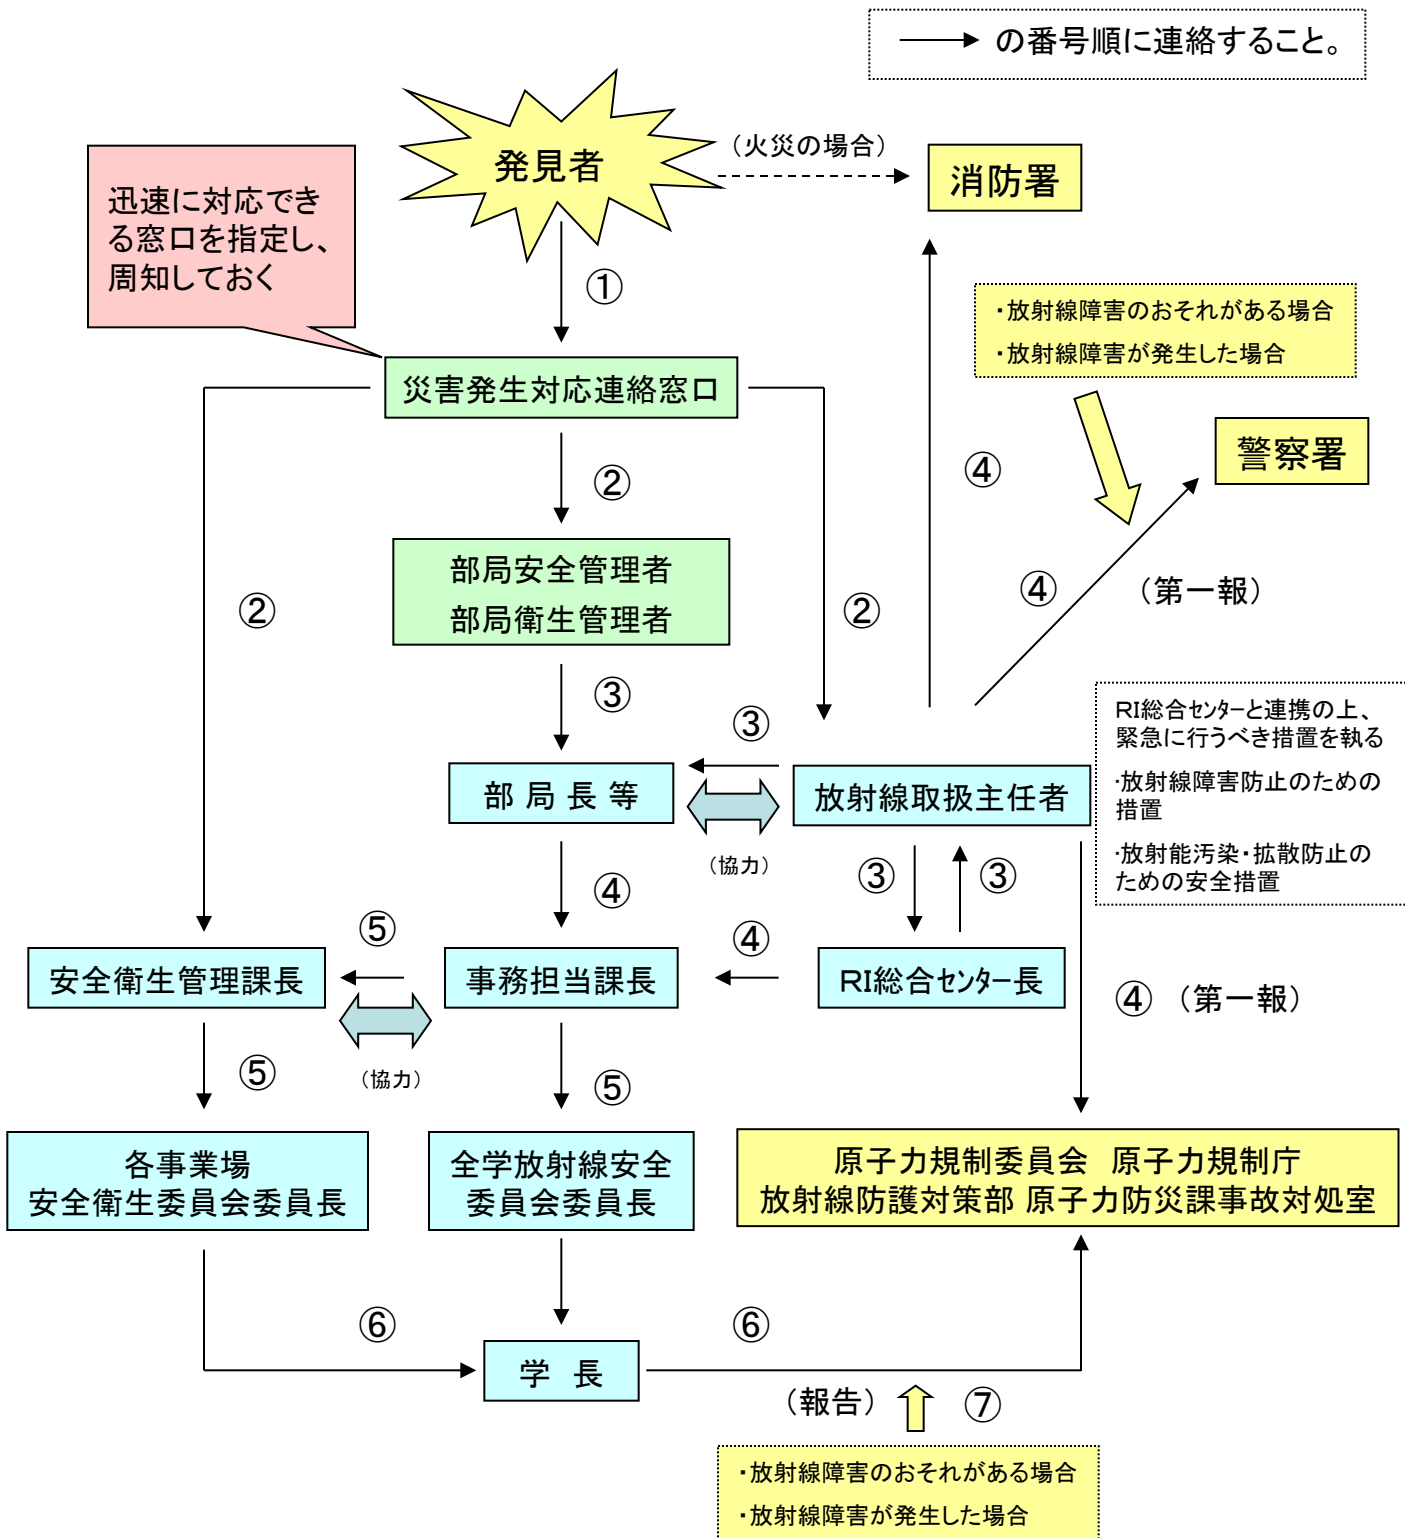 の番号順に連絡すること。
発見者
（火災の場合）
消防署
迅速に対応でき
る窓口を指定し、
周知しておく
①
・放射線障害のおそれがある場合
・放射線障害が発生した場合
災害発生対応連絡窓口
警察署
④
②
部局安全管理者
部局衛生管理者
②
②
④
（第一報）
③
③
RI総合センターと連携の上、
緊急に行うべき措置を執る
・放射線障害防止のための
措置
・放射能汚染・拡散防止の
ための安全措置
部 局 長 等
放射線取扱主任者
（協力）
④
③
③
⑤
④
安全衛生管理課長
事務担当課長
RI総合センター長
④
（第一報）
（協力）
⑤
⑤
各事業場
安全衛生委員会委員長
全学放射線安全
委員会委員長
原子力規制委員会 原子力規制庁
放射線防護対策部 原子力防災課事故対処室
⑥
⑥
学 長
（報告）
⑦
・放射線障害のおそれがある場合
・放射線障害が発生した場合